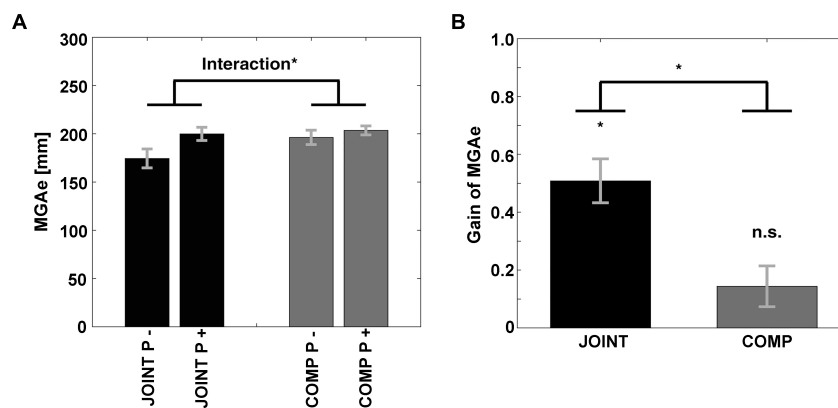 A
300
250
200
150
200
50
0
MGAe [mm]
Interaction*
JOINT P -
JOINT P +
COMP P -
COMP P +
B
1.0
0.8
0.6
0.4
0.2
0
Gain of MGAe
*
*
n.s.
JOINT
COMP